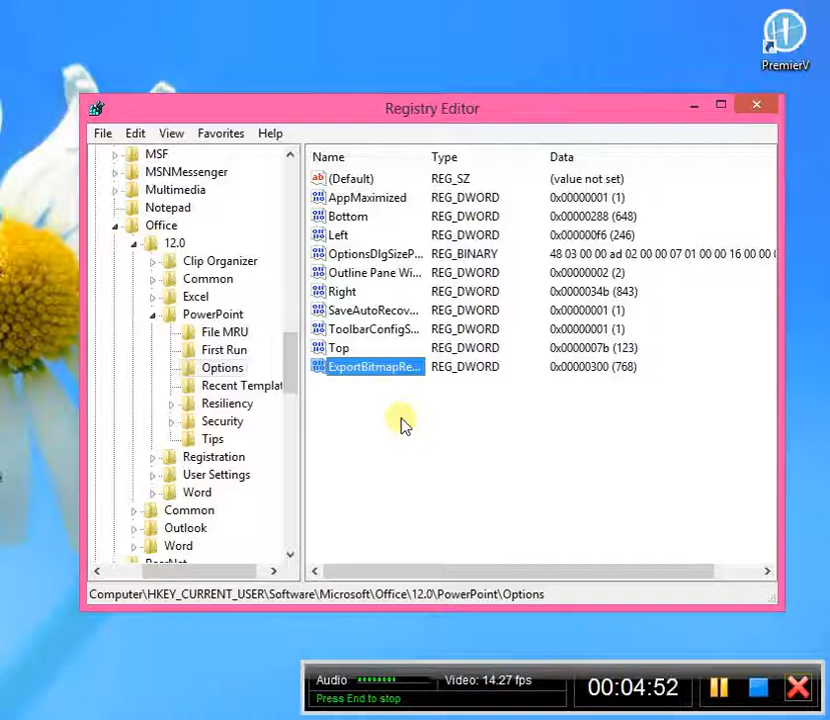 PremierV
Registry Editor
File Edit View Favorites Help
MSF
MSNMessenger
Multimedia
Notepad
Office
12.0
Clip Organizer
Common
Excel
PowerPoint
File MRU
First Run
Options
Recent Templat
Resiliency
Security
Tips
Registration
User Settings
Word
Common
Outlook
Word
Name Type Data
ab (Default) REG_SZ (value not set)
AppMaximized REG_DWORD 0x00000001 (1)
Bottom REG_DWORD 0x00000288 (648)
Left REG_DWORD 0x000000f6 (246)
OptionsDlgSizeP... REG_BINARY 48 03 00 00 ad 02 00 00 07 01 00 00 16 00 00 0
Outline Pane Wi... REG_DWORD 0x00000002 (2)
Right REG_DWORD 0x0000034b (843)
SaveAutoRecov... REG_DWORD 0x00000001 (1)
ToolbarConfigS... REG_DWORD 0x00000001 (1)
Top REG_DWORD 0x0000007b (123)
ExportBitmapRe... REG_DWORD 0x00000300 (768)
Computer\HKEY_CURRENT_USER\Software\Microsoft\Office\12.0\PowerPoint\Options
Audio Video: 14.27 fps
Press End to stop
00:04:52